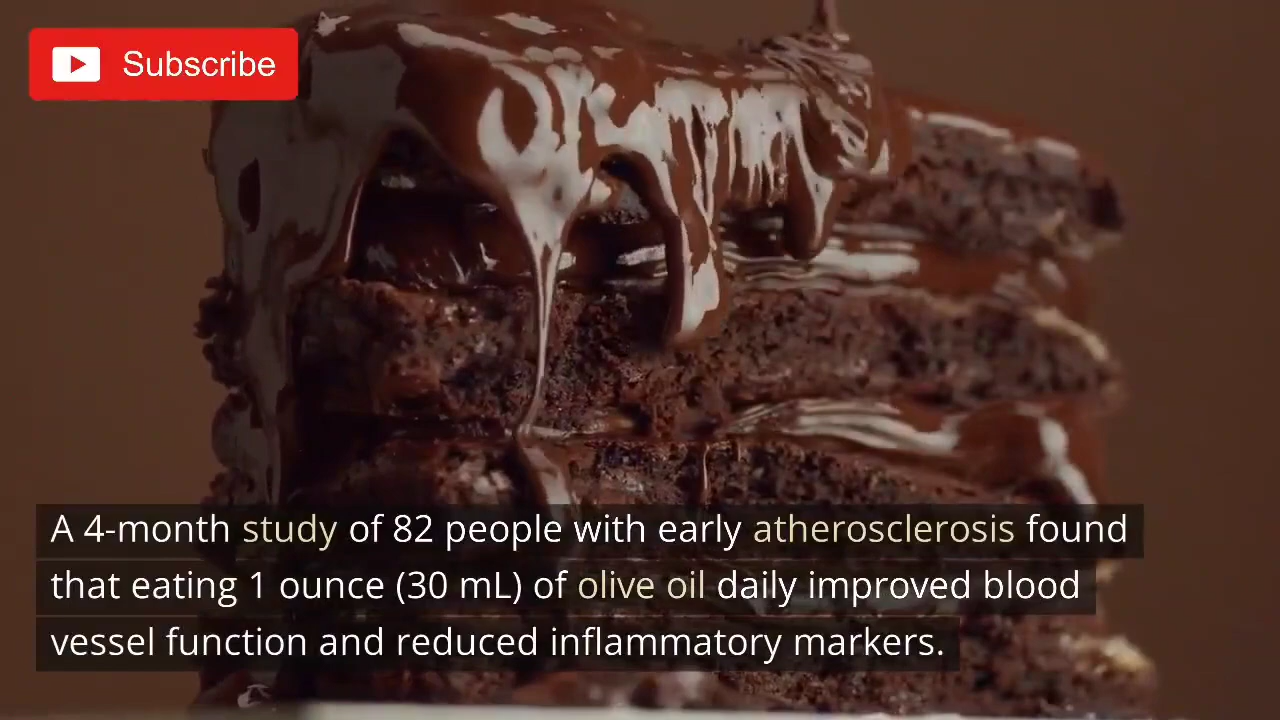 Subscribe
A 4-month study of 82 people with early atherosclerosis found
that eating 1 ounce (30 mL) of olive oil daily improved blood
vessel function and reduced inflammatory markers.